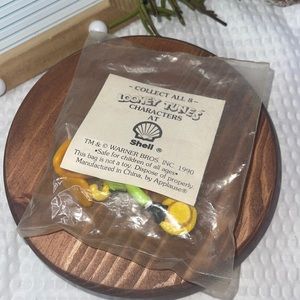 - COLLECT ALL 8 -
LOONEY TUNES
CHARACTERS
AT
Shell ®
TM & © WARNER BROS. INC. 1990
•Safe for children of all ages•
This bag is not a toy. Dispose of properly.
Manufactured in China, by Applause®